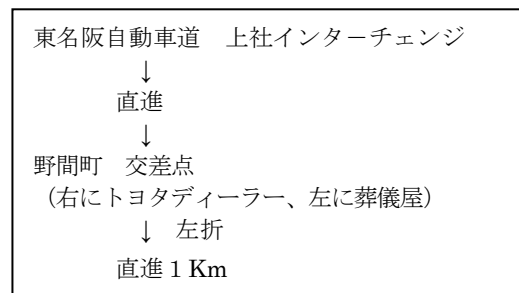 東名阪自動車道　上社インターチェンジ
↓
直進
↓
野間町　交差点
（右にトヨタディーラー、左に葬儀屋）
↓　左折
直進 1 Km